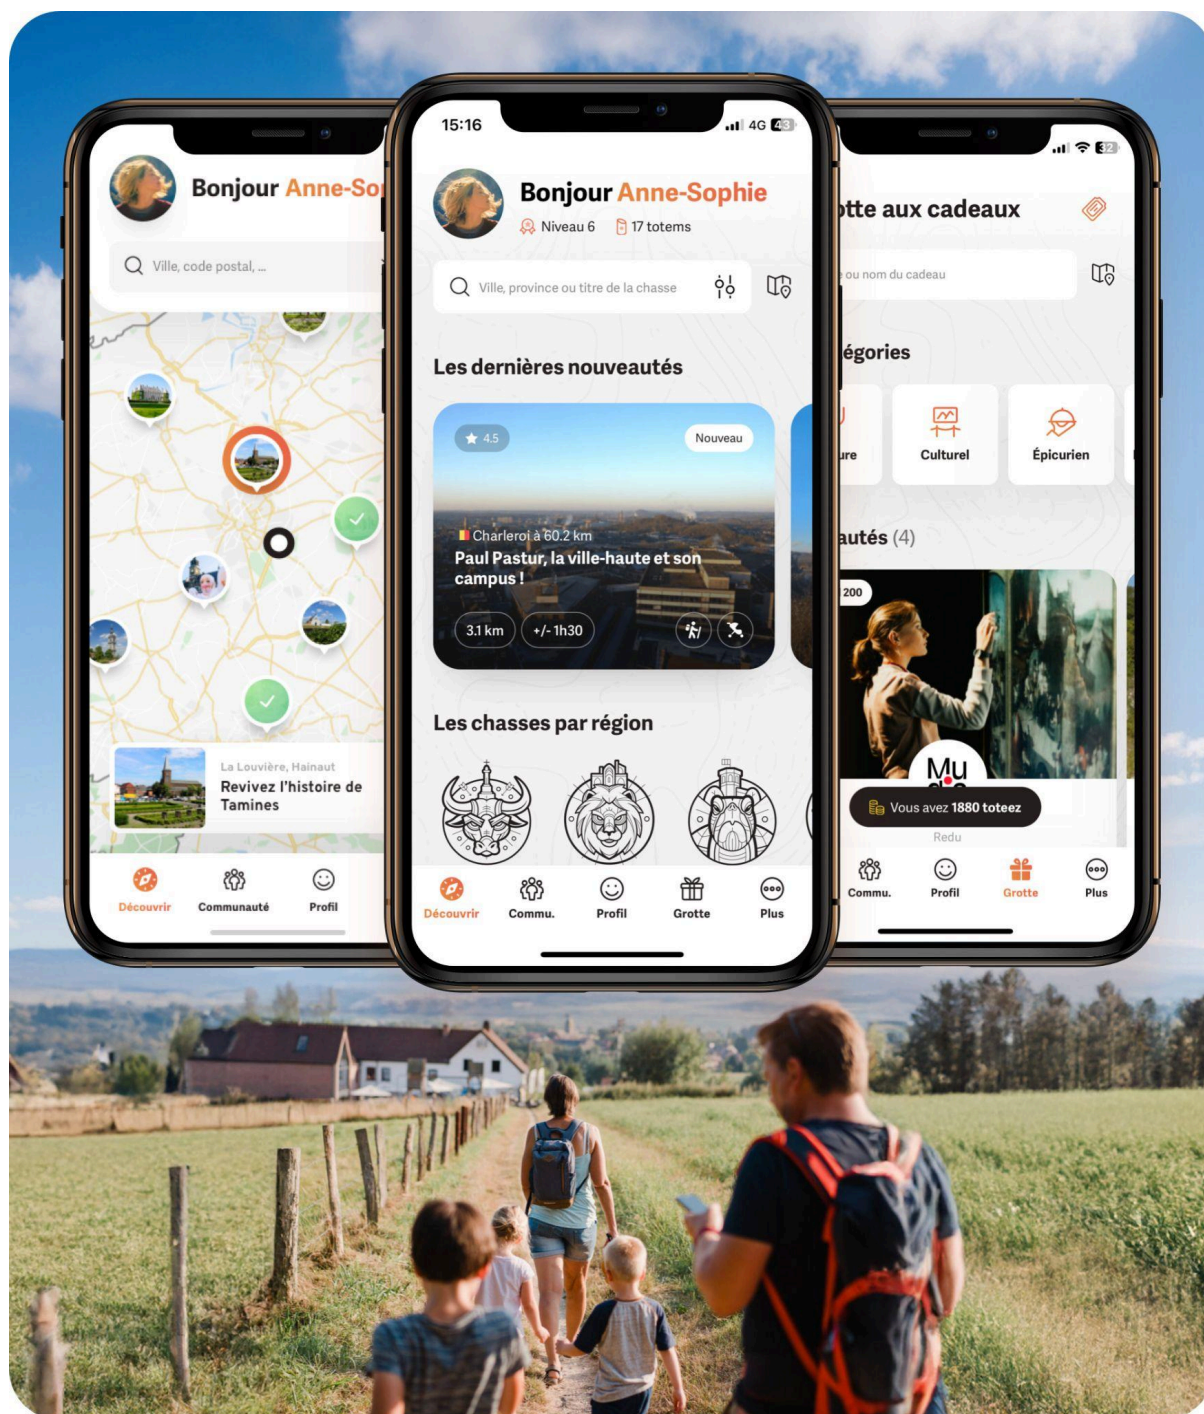 Bonjour Anne-So
Ville, code postal, ...
La Louvière, Hainaut
Revivez l'histoire de
Tamines
Découvrir
Communauté
Profil
15:16
4G 43
Bonjour Anne-Sophie
Niveau 6
17 totems
Ville, province ou titre de la chasse
Les dernières nouveautés
4.5
Nouveau
Charleroi à 60.2 km
Paul Pastur, la ville-haute et son
campus !
3.1 km
+/- 1h30
Les chasses par région
Découvrir
Commu.
Profil
Grotte
Plus
32
otte aux cadeaux
ou nom du cadeau
égories
ure
Culturel
Épicurien
autés (4)
200
Mu
Vous avez 1880 toteez
Redu
Commu.
Profil
Grotte
Plus